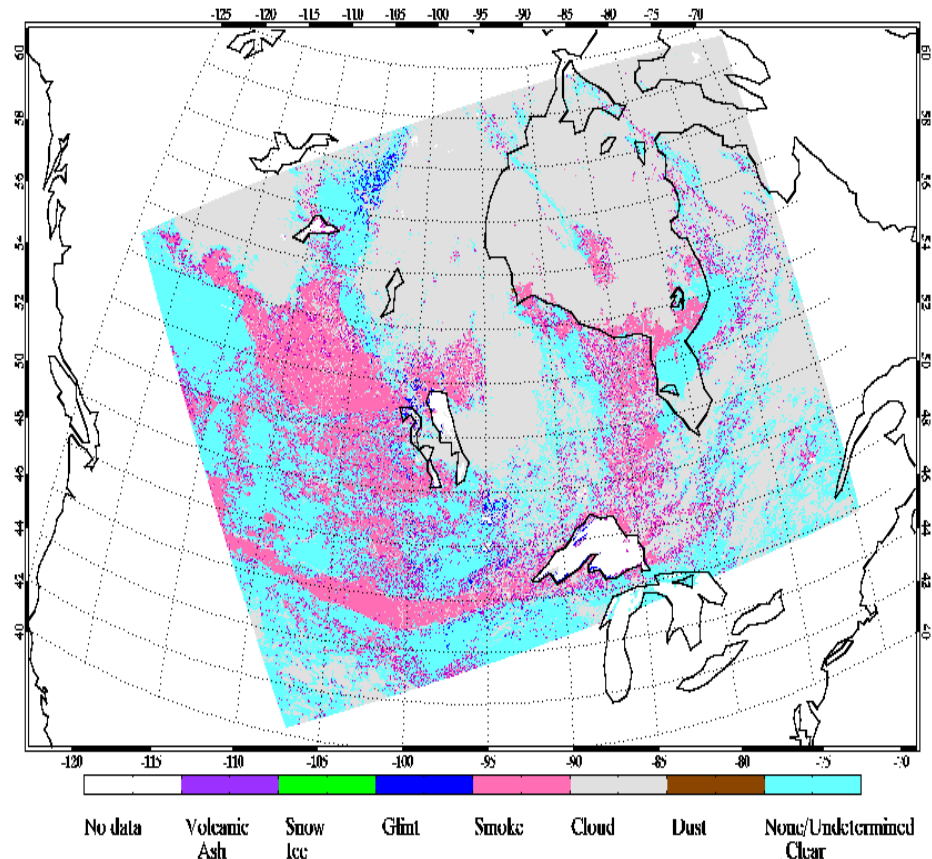 -125 -120 -115 -110 -105 -100 -95 -90 -85 -80 -75 -70
60 60
58 58
56 56
54 54
52 52
50 50
48 48
46 46
44 44
42 42
40 40
-120 -115 -110 -105 -100 -95 -90 -85 -80 -75 -70
No data Volcanic Snow Glint Smoke Cloud Dust None/Undetermined
Ash Ice Clear